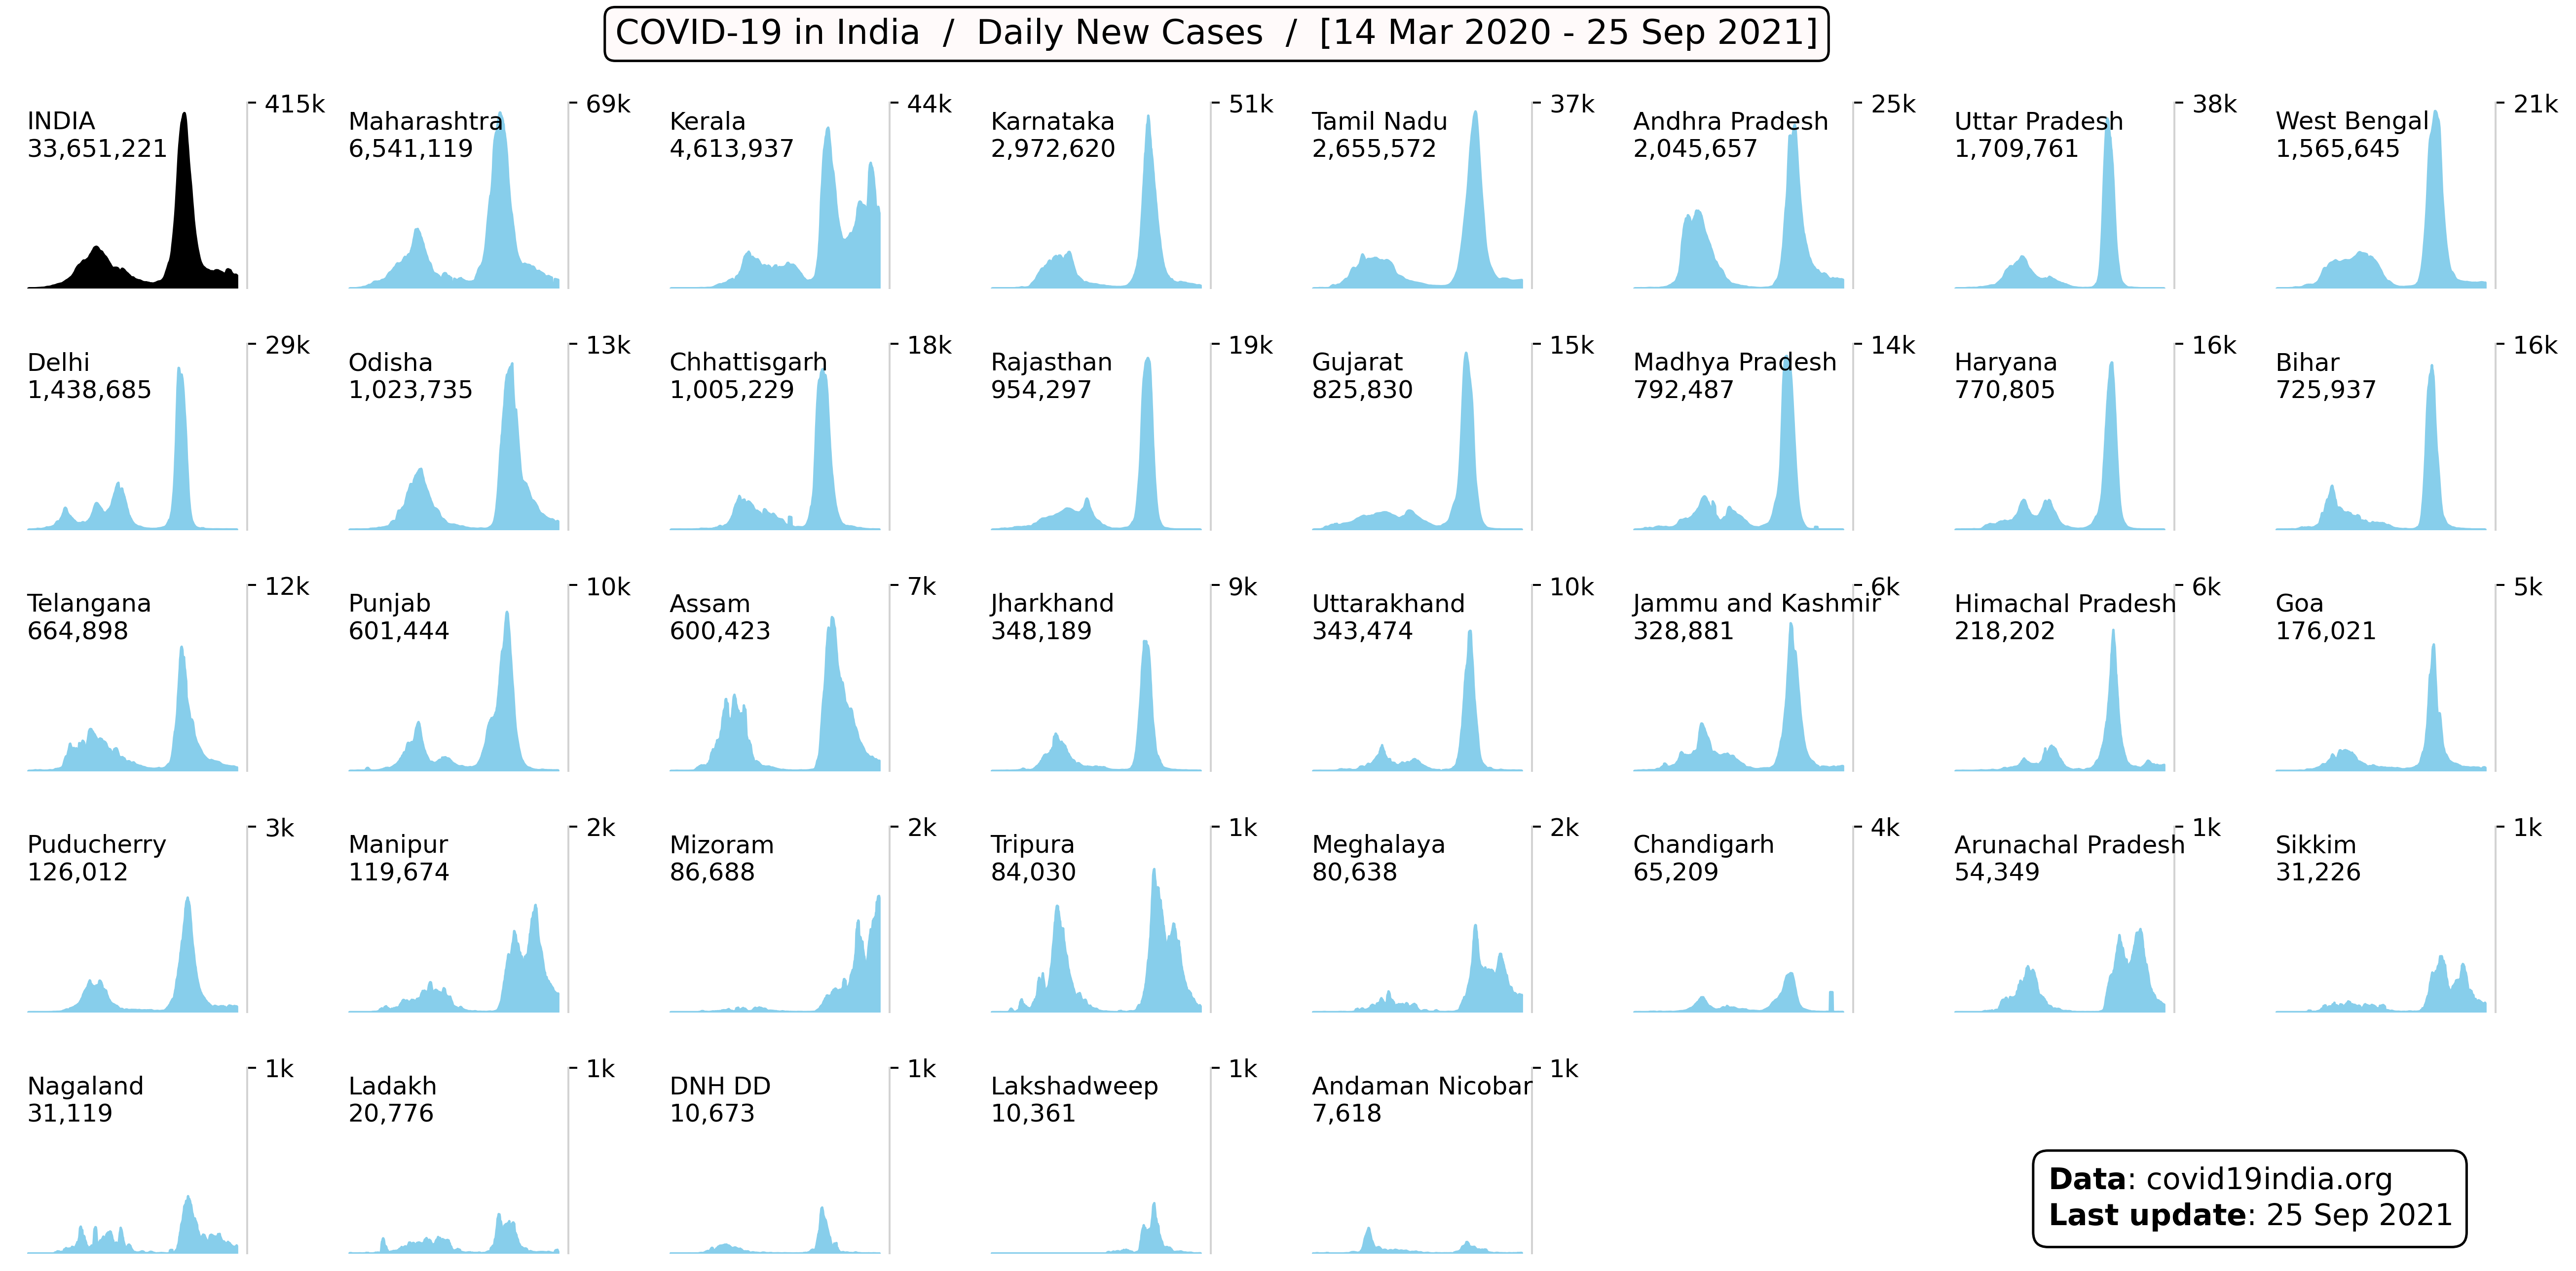 COVID-19 in India / Daily New Cases / [14 Mar 2020 - 25 Sep 2021]
INDIA
33,651,221
415k
Maharashtra
6,541,119
69k
Kerala
4,613,937
44k
Karnataka
2,972,620
51k
Tamil Nadu
2,655,572
37k
Andhra Pradesh
2,045,657
25k
Uttar Pradesh
1,709,761
38k
West Bengal
1,565,645
21k
Delhi
1,438,685
29k
Odisha
1,023,735
13k
Chhattisgarh
1,005,229
18k
Rajasthan
954,297
19k
Gujarat
825,830
15k
Madhya Pradesh
792,487
14k
Haryana
770,805
16k
Bihar
725,937
16k
Telangana
664,898
12k
Punjab
601,444
10k
Assam
600,423
7k
Jharkhand
348,189
9k
Uttarakhand
343,474
10k
Jammu and Kashmir
328,881
6k
Himachal Pradesh
218,202
6k
Goa
176,021
5k
Puducherry
126,012
3k
Manipur
119,674
2k
Mizoram
86,688
2k
Tripura
84,030
1k
Meghalaya
80,638
2k
Chandigarh
65,209
4k
Arunachal Pradesh
54,349
1k
Sikkim
31,226
1k
Nagaland
31,119
1k
Ladakh
20,776
1k
DNH DD
10,673
1k
Lakshadweep
10,361
1k
Andaman Nicobar
7,618
1k
Data: covid19india.org
Last update: 25 Sep 2021